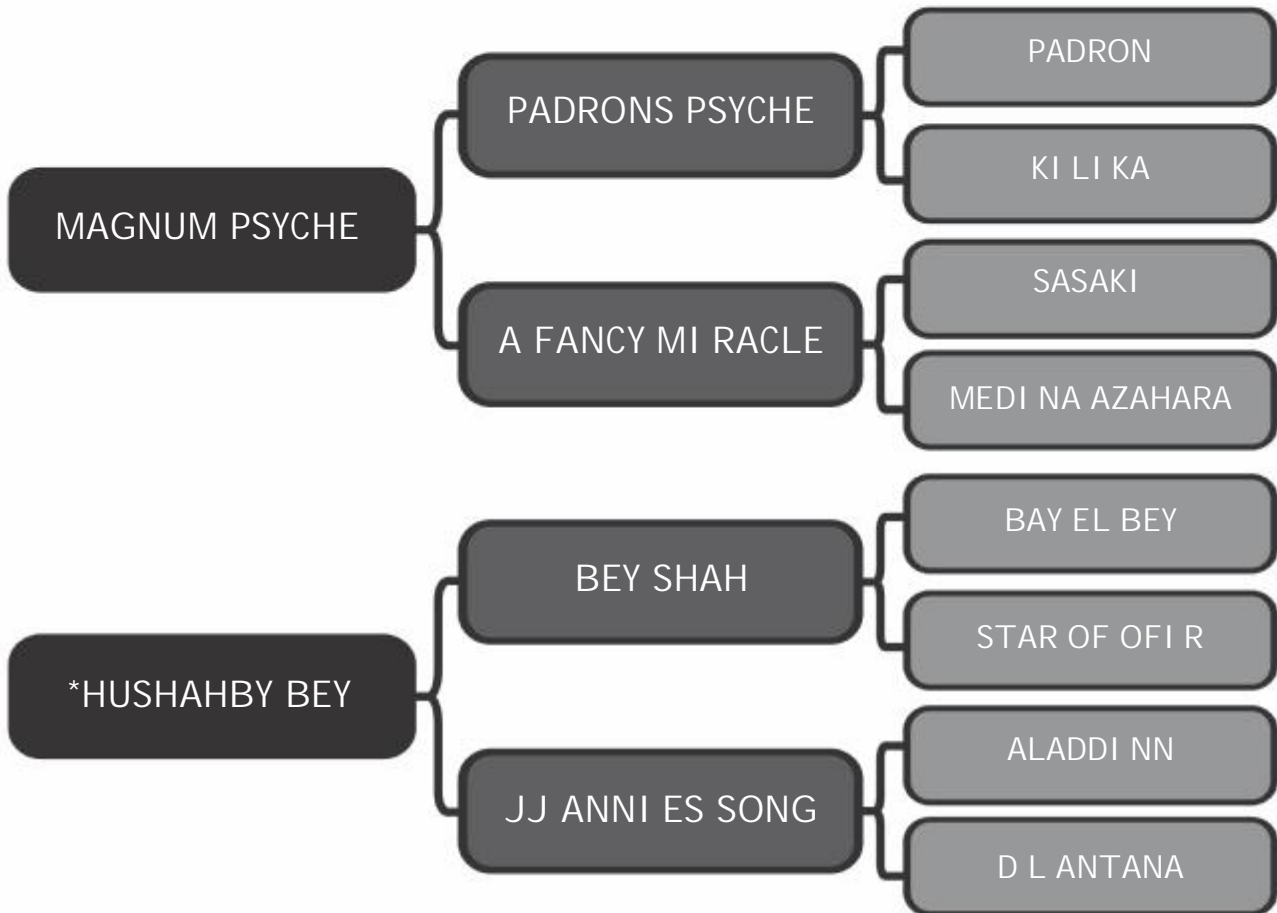 PADRON
PADRONS PSYCHE
KI LI KA
MAGNUM PSYCHE
SASAKI
A FANCY MI RACLE
MEDI NA AZAHARA
BAY EL BEY
BEY SHAH
STAR OF OFI R
*HUSHAHBY BEY
ALADDI NN
JJ ANNI ES SONG
D L ANTANA